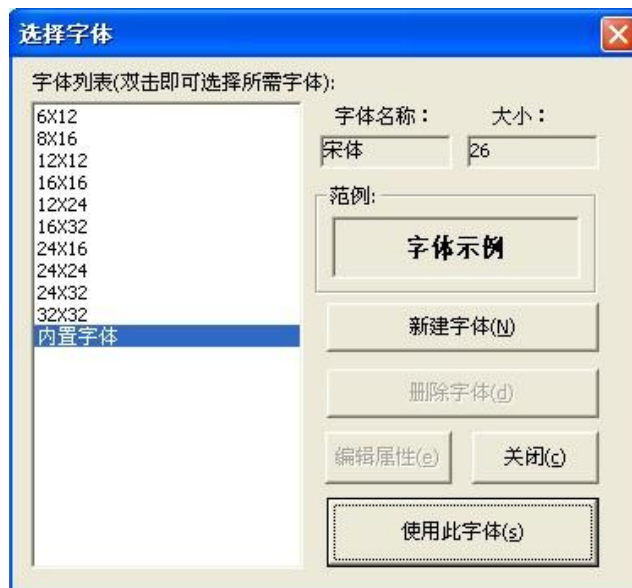 选择字体
字体列表(双击即可选择所需字体):
6X12
8X16
12X12
16X16
12X24
16X32
24X16
24X24
24X32
32X32
内置字体
字体名称： 大小：
宋体 26
范例:
字体示例
新建字体(N)
删除字体(d)
编辑属性(e) 关闭(c)
使用此字体(s)